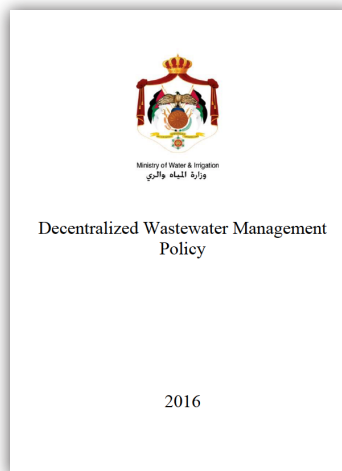 Ministry of Water & Irrigation
وزارة المياه والري
Decentralized Wastewater Management
Policy
2016